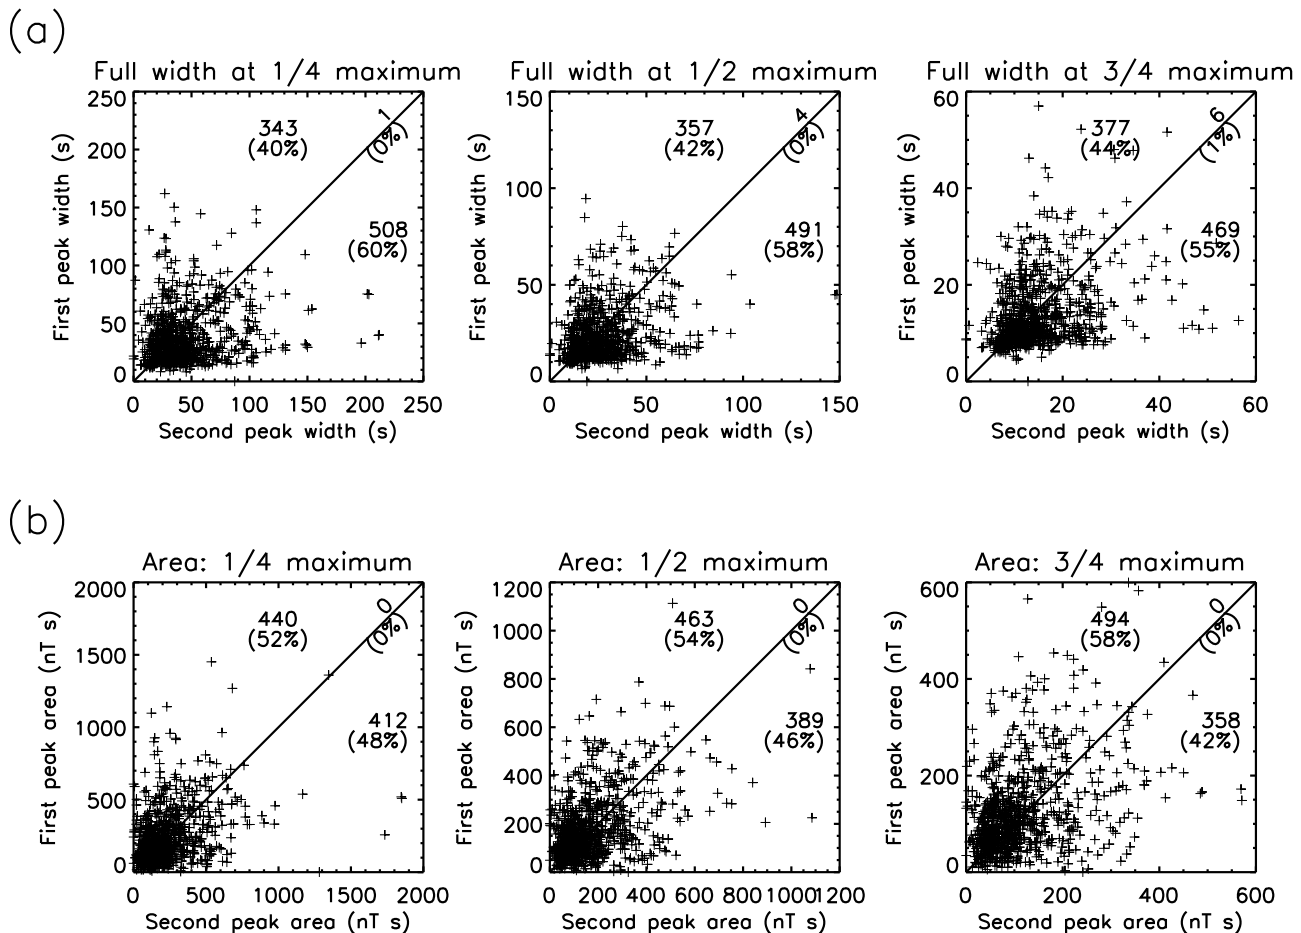 (a)
Full width at 1/4 maximum
Full width at 1/2 maximum
Full width at 3/4 maximum
First peak width (s)
250
200
150
100
50
0
343
(40%)
1
(0%)
508
(60%)
0 50 100 150 200 250
Second peak width (s)
First peak width (s)
150
100
50
0
357
(42%)
4
(0%)
491
(58%)
0 50 100 150
Second peak width (s)
First peak width (s)
60
40
20
0
377
(44%)
6
(1%)
469
(55%)
0 20 40 60
Second peak width (s)
(b)
Area: 1/4 maximum
Area: 1/2 maximum
Area: 3/4 maximum
First peak area (nT s)
2000
1500
1000
500
0
440
(52%)
0
(0%)
412
(48%)
0 500 1000 1500 2000
Second peak area (nT s)
First peak area (nT s)
1200
1000
800
600
400
200
0
463
(54%)
0
(0%)
389
(46%)
0 200 400 600 800 1000 1200
Second peak area (nT s)
First peak area (nT s)
600
400
200
0
494
(58%)
0
(0%)
358
(42%)
0 200 400 600
Second peak area (nT s)